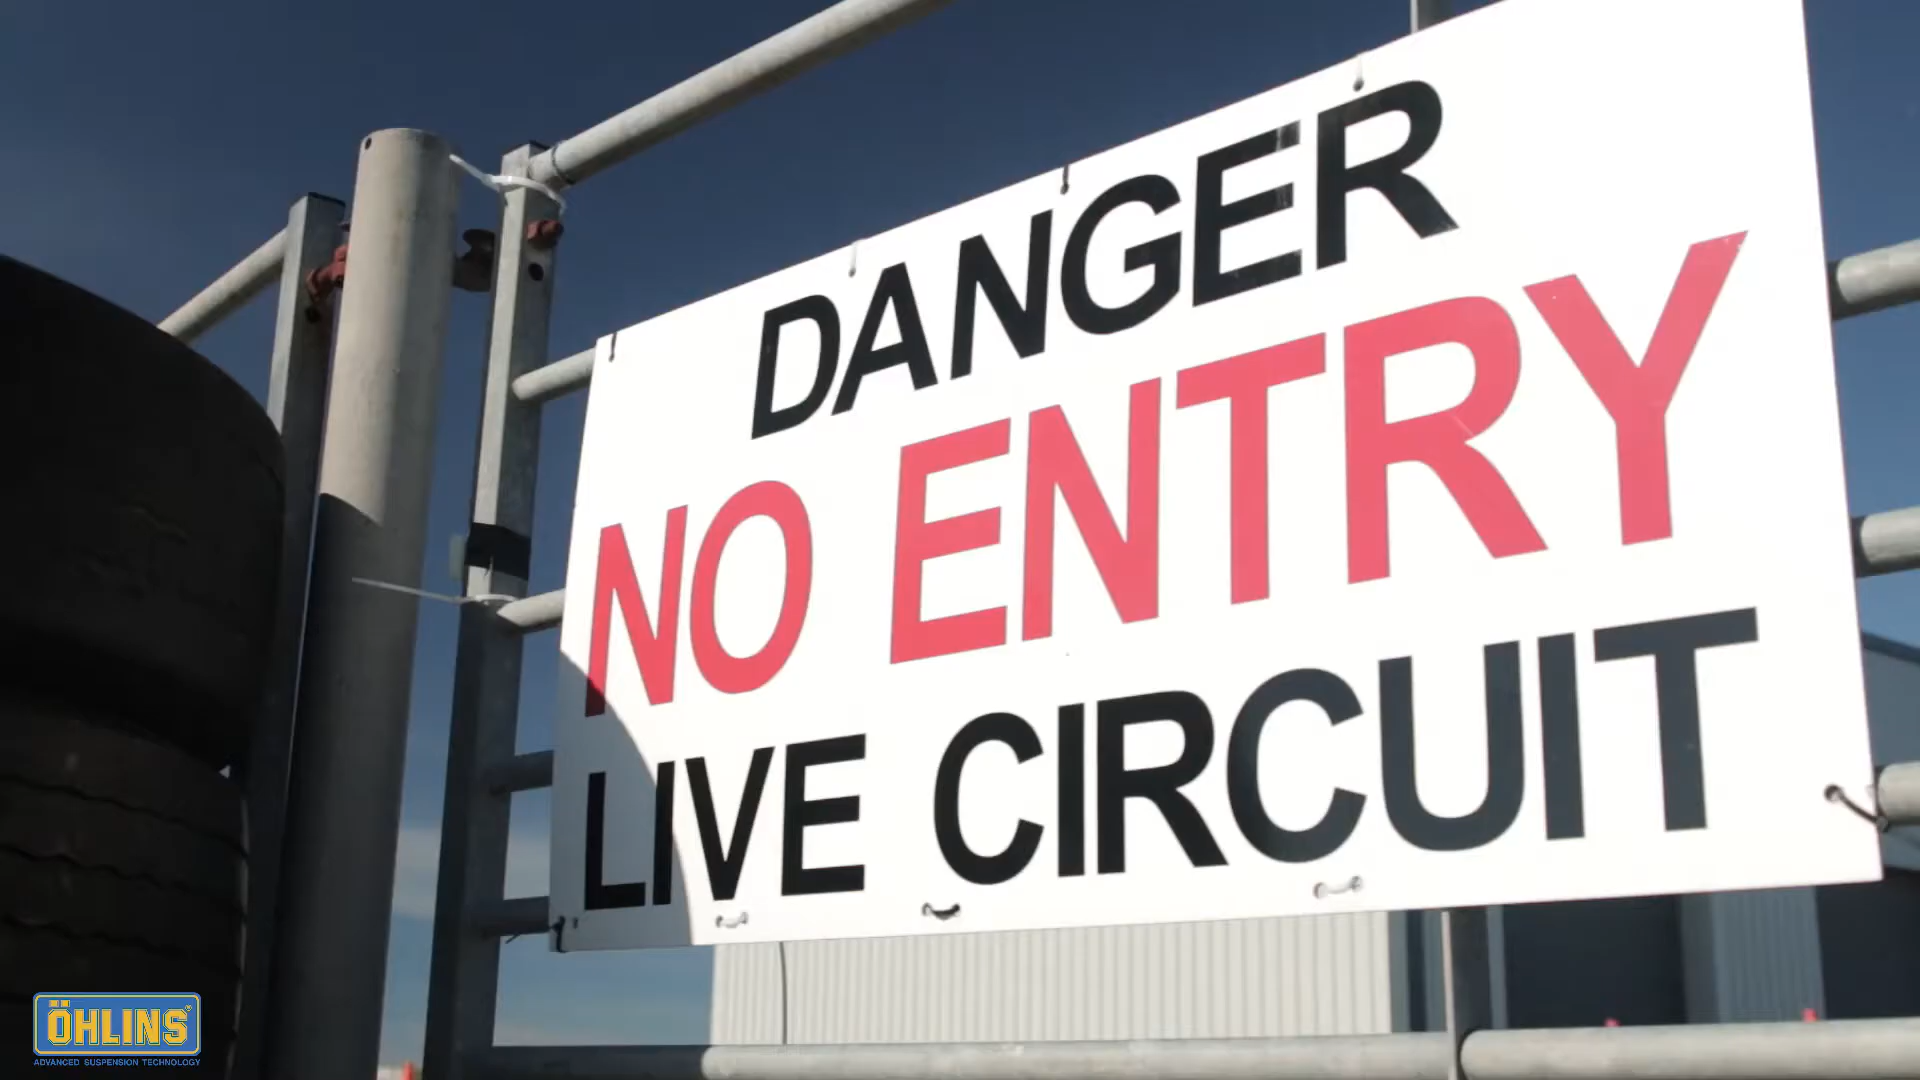 DANGER
NO ENTRY
LIVE CIRCUIT
ÖHLINS®
ADVANCED SUSPENSION TECHNOLOGY